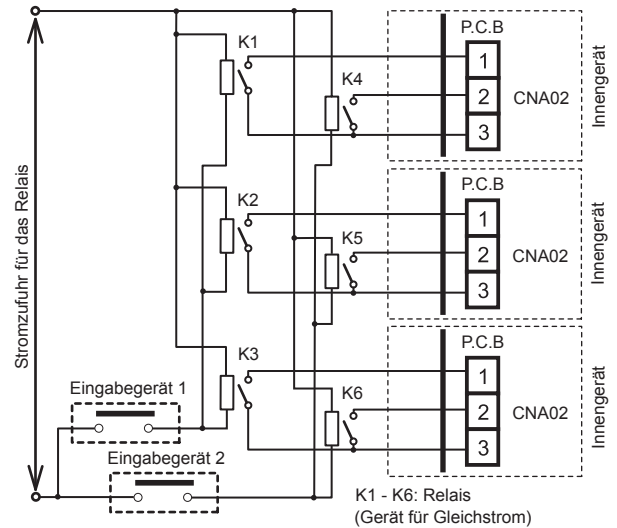 Stromzufuhr für das Relais
K1
K4
P.C.B
1
2
3
CNA02
Innengerät
K2
K5
P.C.B
1
2
3
CNA02
Innengerät
K3
K6
P.C.B
1
2
3
CNA02
Innengerät
Eingabegerät 1
Eingabegerät 2
K1 - K6: Relais
(Gerät für Gleichstrom)